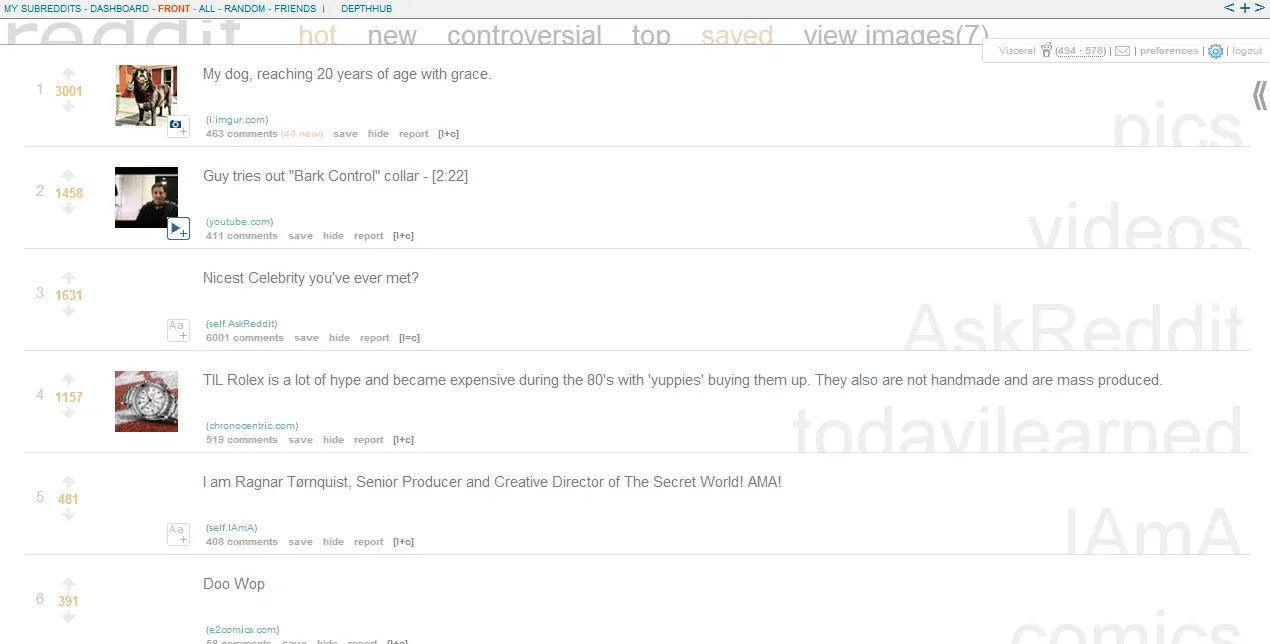 MY SUBREDDITS - DASHBOARD - FRONT - ALL - RANDOM - FRIENDS | DEPTHHUB < + >
reddit hot new controversial top saved view images(7)
Visceral (494 · 578) | | preferences | | logout
1 3001 My dog, reaching 20 years of age with grace.
(i.imgur.com)
463 comments (40 new) save hide report [l+c]
pics
2 1458 Guy tries out "Bark Control" collar - [2:22]
(youtube.com)
411 comments save hide report [l+c]
videos
3 1631 Nicest Celebrity you've ever met?
Aa + (self.AskReddit)
6001 comments save hide report [l=c]
AskReddit
4 1157 TIL Rolex is a lot of hype and became expensive during the 80's with 'yuppies' buying them up. They also are not handmade and are mass produced.
(chronocentric.com)
519 comments save hide report [l+c]
todayilearned
5 481 I am Ragnar Tørnquist, Senior Producer and Creative Director of The Secret World! AMA!
Aa + (self.IAmA)
408 comments save hide report [l+c]
IAmA
6 391 Doo Wop
(e2comics.com)
58 comments save hide report [l+c]
comics